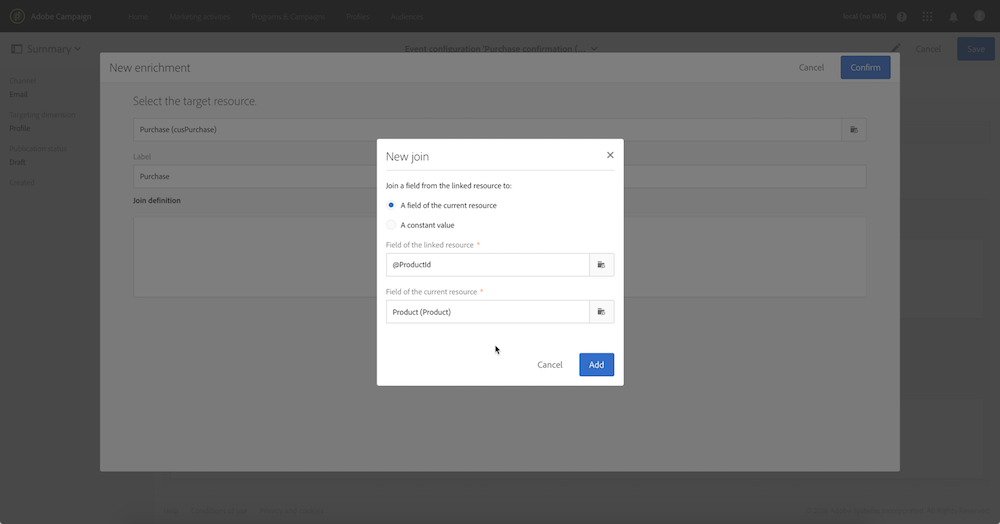 Adobe Campaign
Home
Marketing activities
Programs & Campaigns
Profiles
Audiences
Summary
Event configuration 'Purchase confirmation (...
Cancel
Save
Channel
Email
Targeting dimension
Profile
Publication status
Draft
Created
New enrichment
Cancel
Confirm
Select the target resource.
Purchase (cusPurchase)
Label
Purchase
Join definition
New join
Join a field from the linked resource to:
A field of the current resource
A constant value
Field of the linked resource *
@ProductId
Field of the current resource *
Product (Product)
Cancel
Add